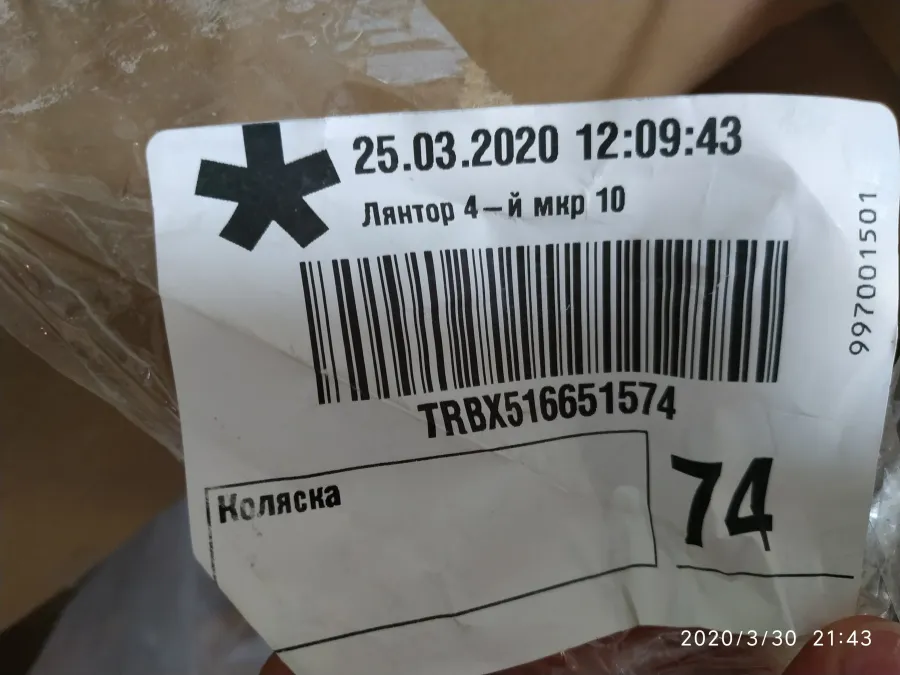 25.03.2020 12:09:43
Лянтор 4-й мкр 10
997001501
TRBX516651574
Коляска
74
2020/3/30 21:43